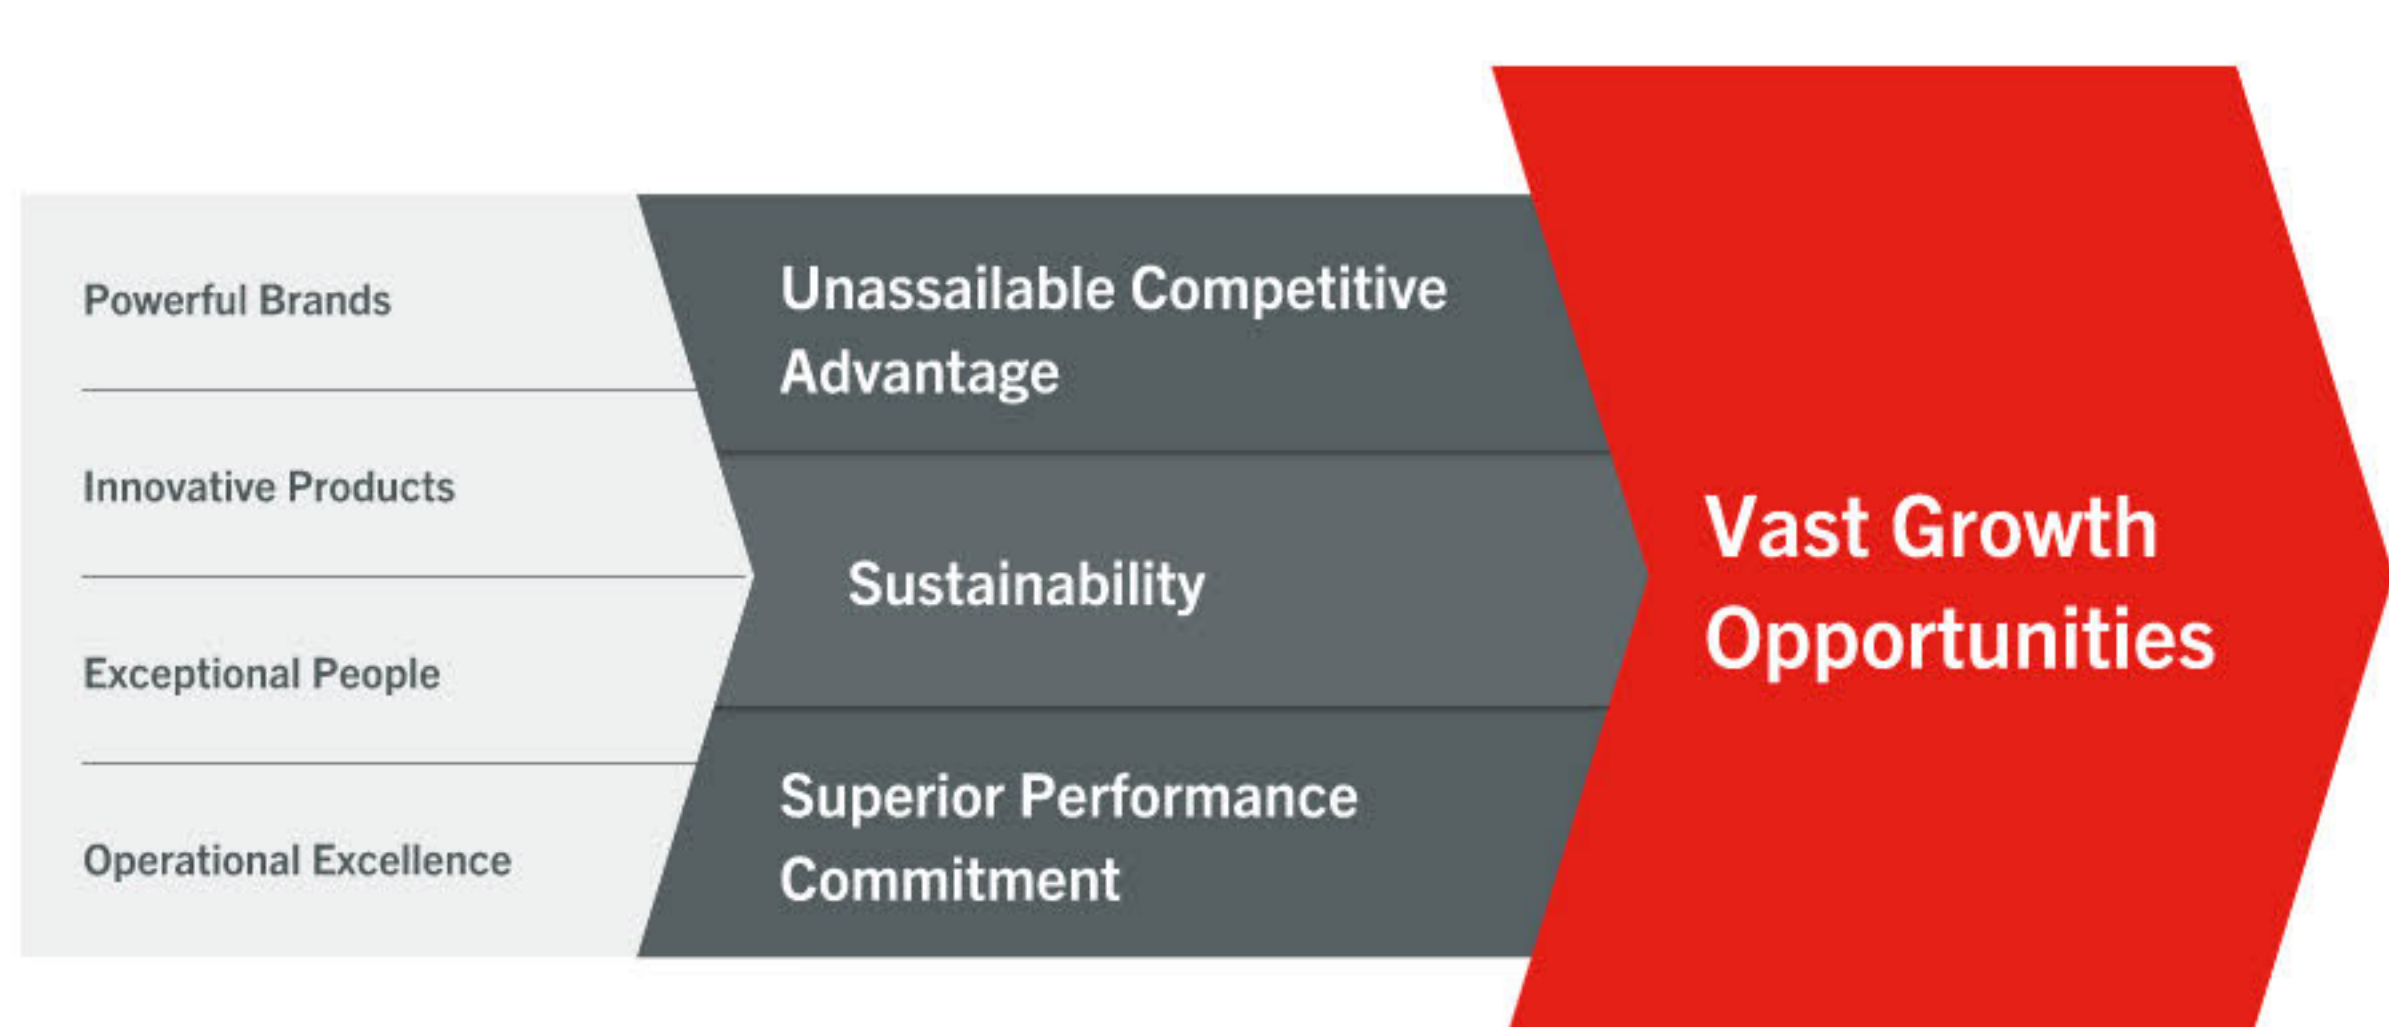 Powerful Brands
Innovative Products
Exceptional People
Operational Excellence
Unassailable Competitive
Advantage
Sustainability
Superior Performance
Commitment
Vast Growth
Opportunities